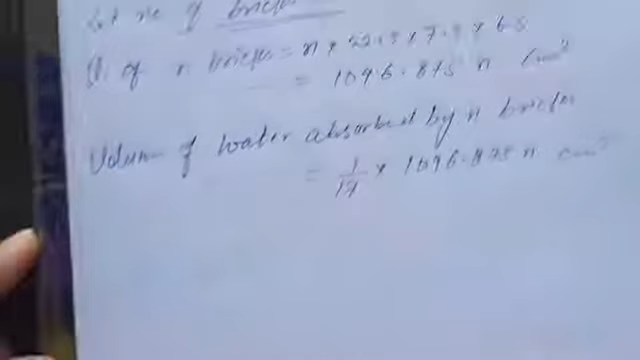 Let no of bricks
Vol. of n bricks = n × 22.5 × 7.5 × 6.5
= 1096.875 n cm³
Volume of water absorbed by n bricks
= 1/17 × 1096.875 n cm³